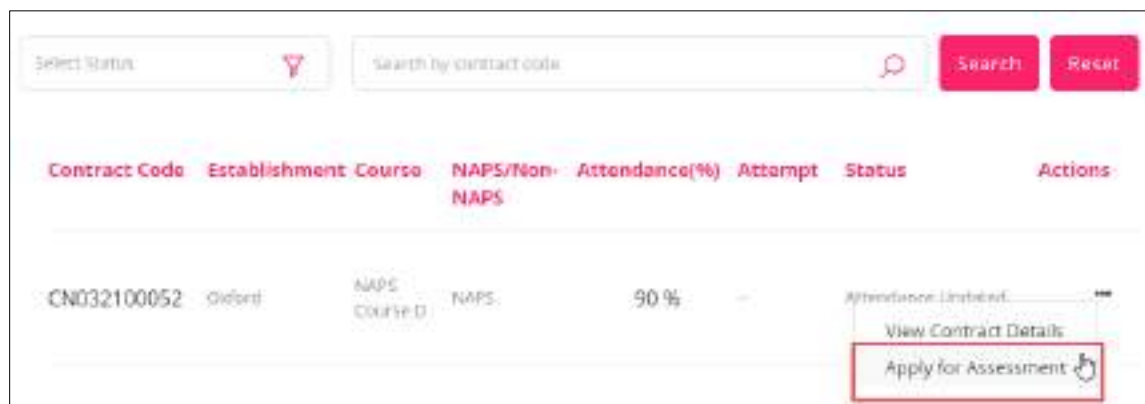 Select Status
Search by contract code
Search
Reset
Contract Code Establishment Course NAPS/Non- Attendance(%) Attempt Status Actions
NAPS
CN032100052 Oxford NAPS Course D NAPS 90 % - Attendance Updated
View Contract Details
Apply for Assessment